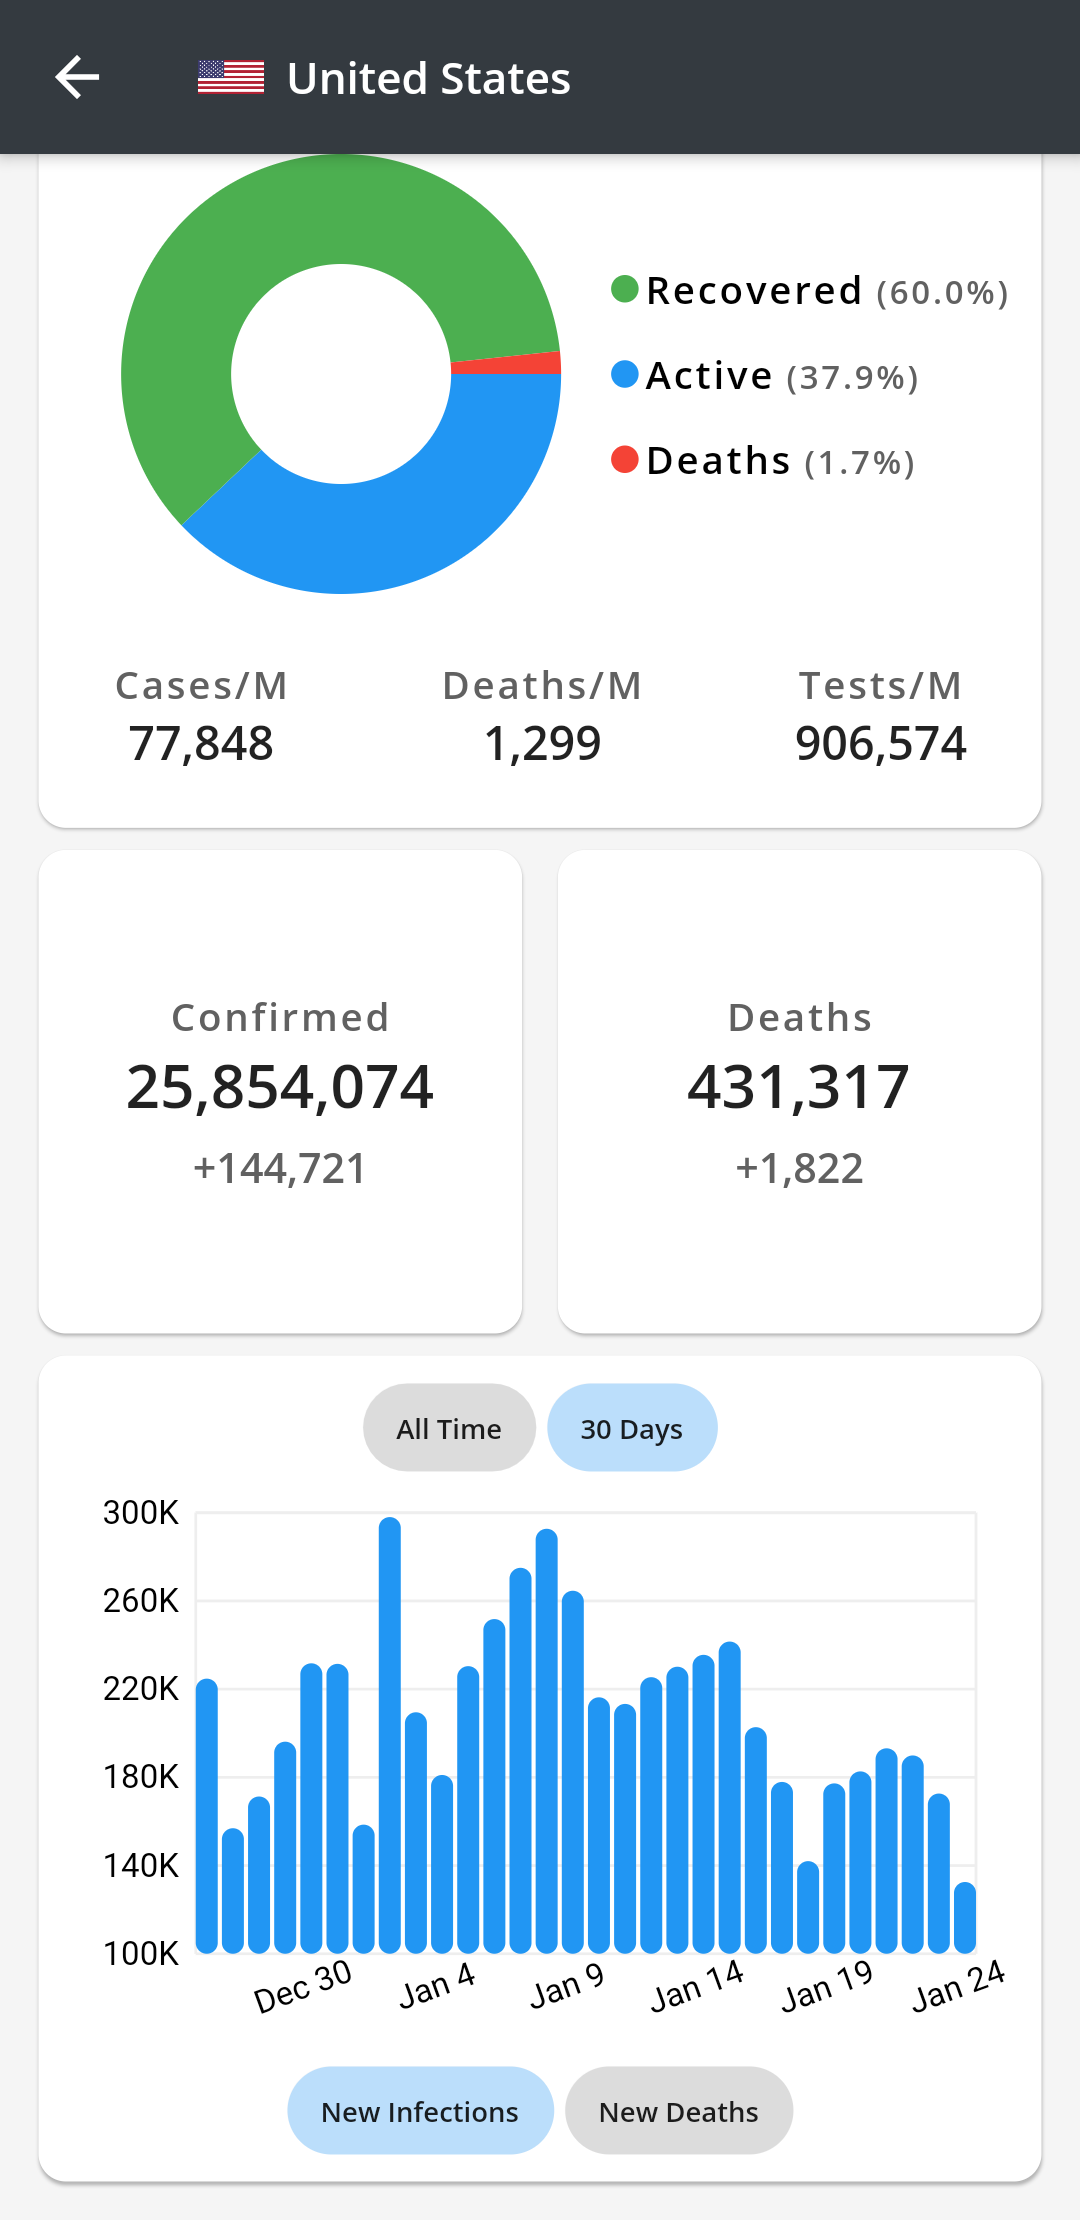 United States
Recovered (60.0%)
Active (37.9%)
Deaths (1.7%)
Cases/M Deaths/M Tests/M
77,848 1,299 906,574
Confirmed
25,854,074
+144,721
Deaths
431,317
+1,822
All Time 30 Days
300K
260K
220K
180K
140K
100K
Dec 30 Jan 4 Jan 9 Jan 14 Jan 19 Jan 24
New Infections New Deaths